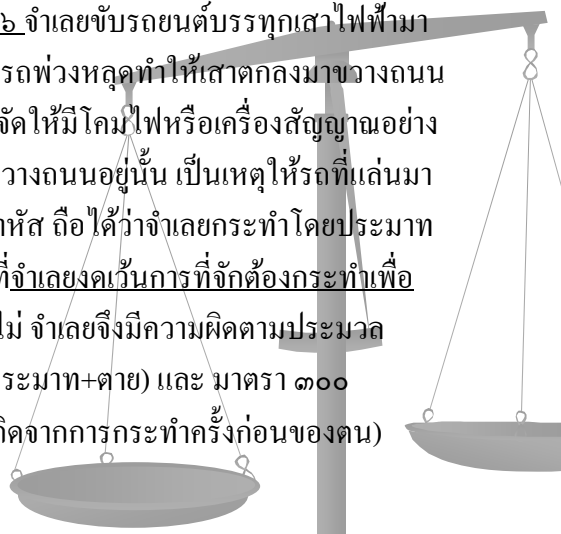 ๖ จำเลยขับรถยนต์บรรทุกเสาไฟฟ้ามา
รถพ่วงหลุดทำให้เสาตกลงมาขวางถนน
จัดให้มีโคมไฟหรือเครื่องสัญญาณอย่าง
วางถนนอยู่นั้น เป็นเหตุให้รถที่แล่นมา
าหัส ถือได้ว่าจำเลยกระทำโดยประมาท
ที่จำเลยงดเว้นการที่จักต้องกระทำเพื่อ
ไม่ จำเลยจึงมีความผิดตามประมวล
ระมาท+ตาย) และ มาตรา ๓๐๐
กิดจากการกระทำครั้งก่อนของตน)